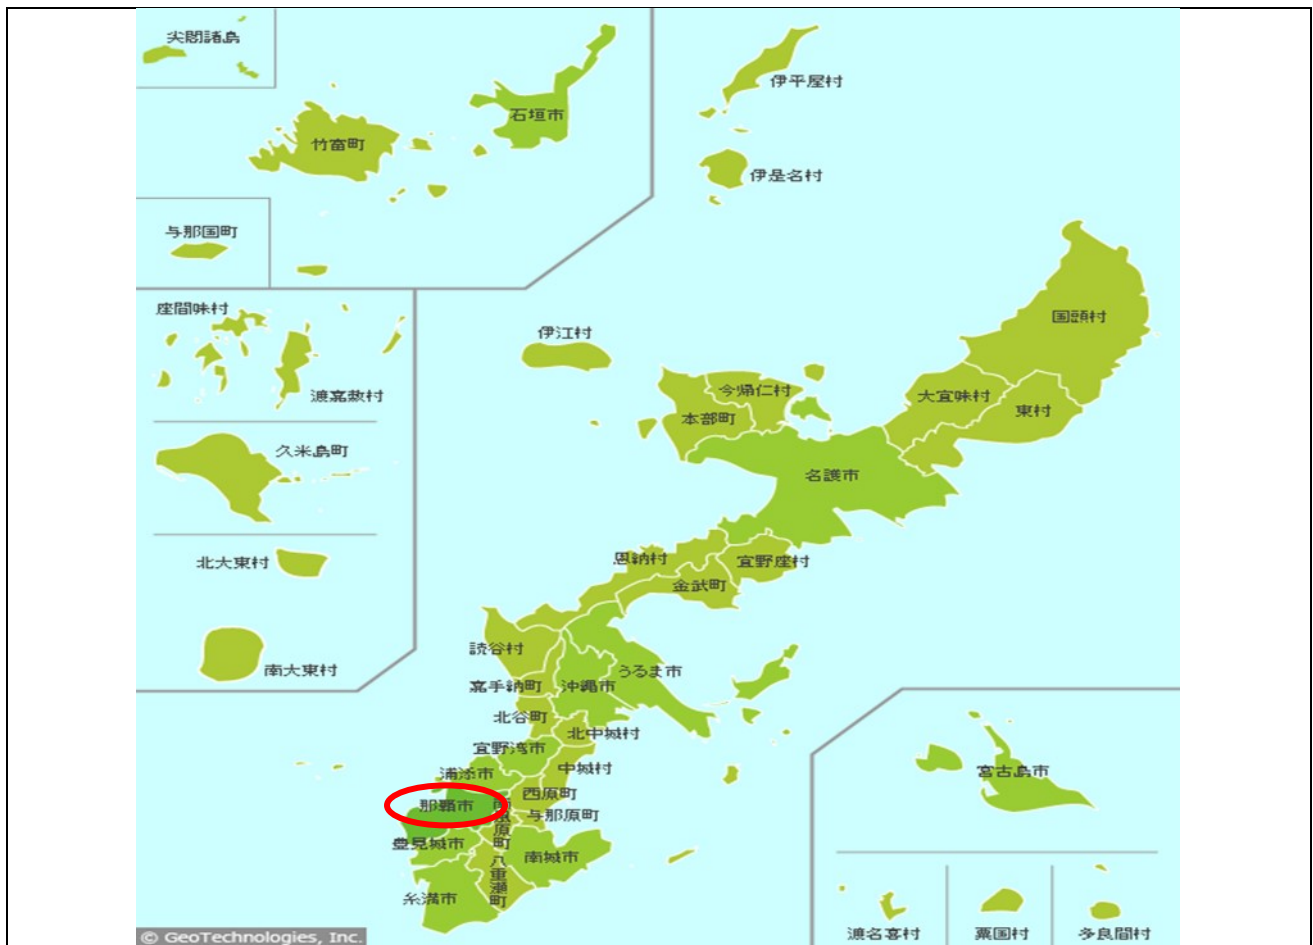 尖閣諸島
石垣市
竹富町
与那国町
伊平屋村
伊是名村
座間味村
渡嘉敷村
伊江村
国頭村
今帰仁村
大宜味村
本部町
東村
久米島町
名護市
北大東村
恩納村
宜野座村
金武町
南大東村
読谷村
うるま市
嘉手納町
沖縄市
北谷町
北中城村
宜野湾市
浦添市
中城村
宮古島市
西原町
那覇市
与那原町
南風原町
豊見城市
南城市
八重瀬町
糸満市
渡名喜村
粟国村
多良間村
© GeoTechnologies, Inc.